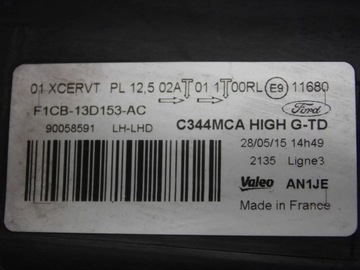 01 XCERVT PL 12,5 02A T 01 1 T 00RL E9 11680
F1CB-13D153-AC Ford
90058591 LH-LHD C344MCA HIGH G-TD
28/05/15 14h49
2135 Ligne3
Valeo AN1JE
Made in France